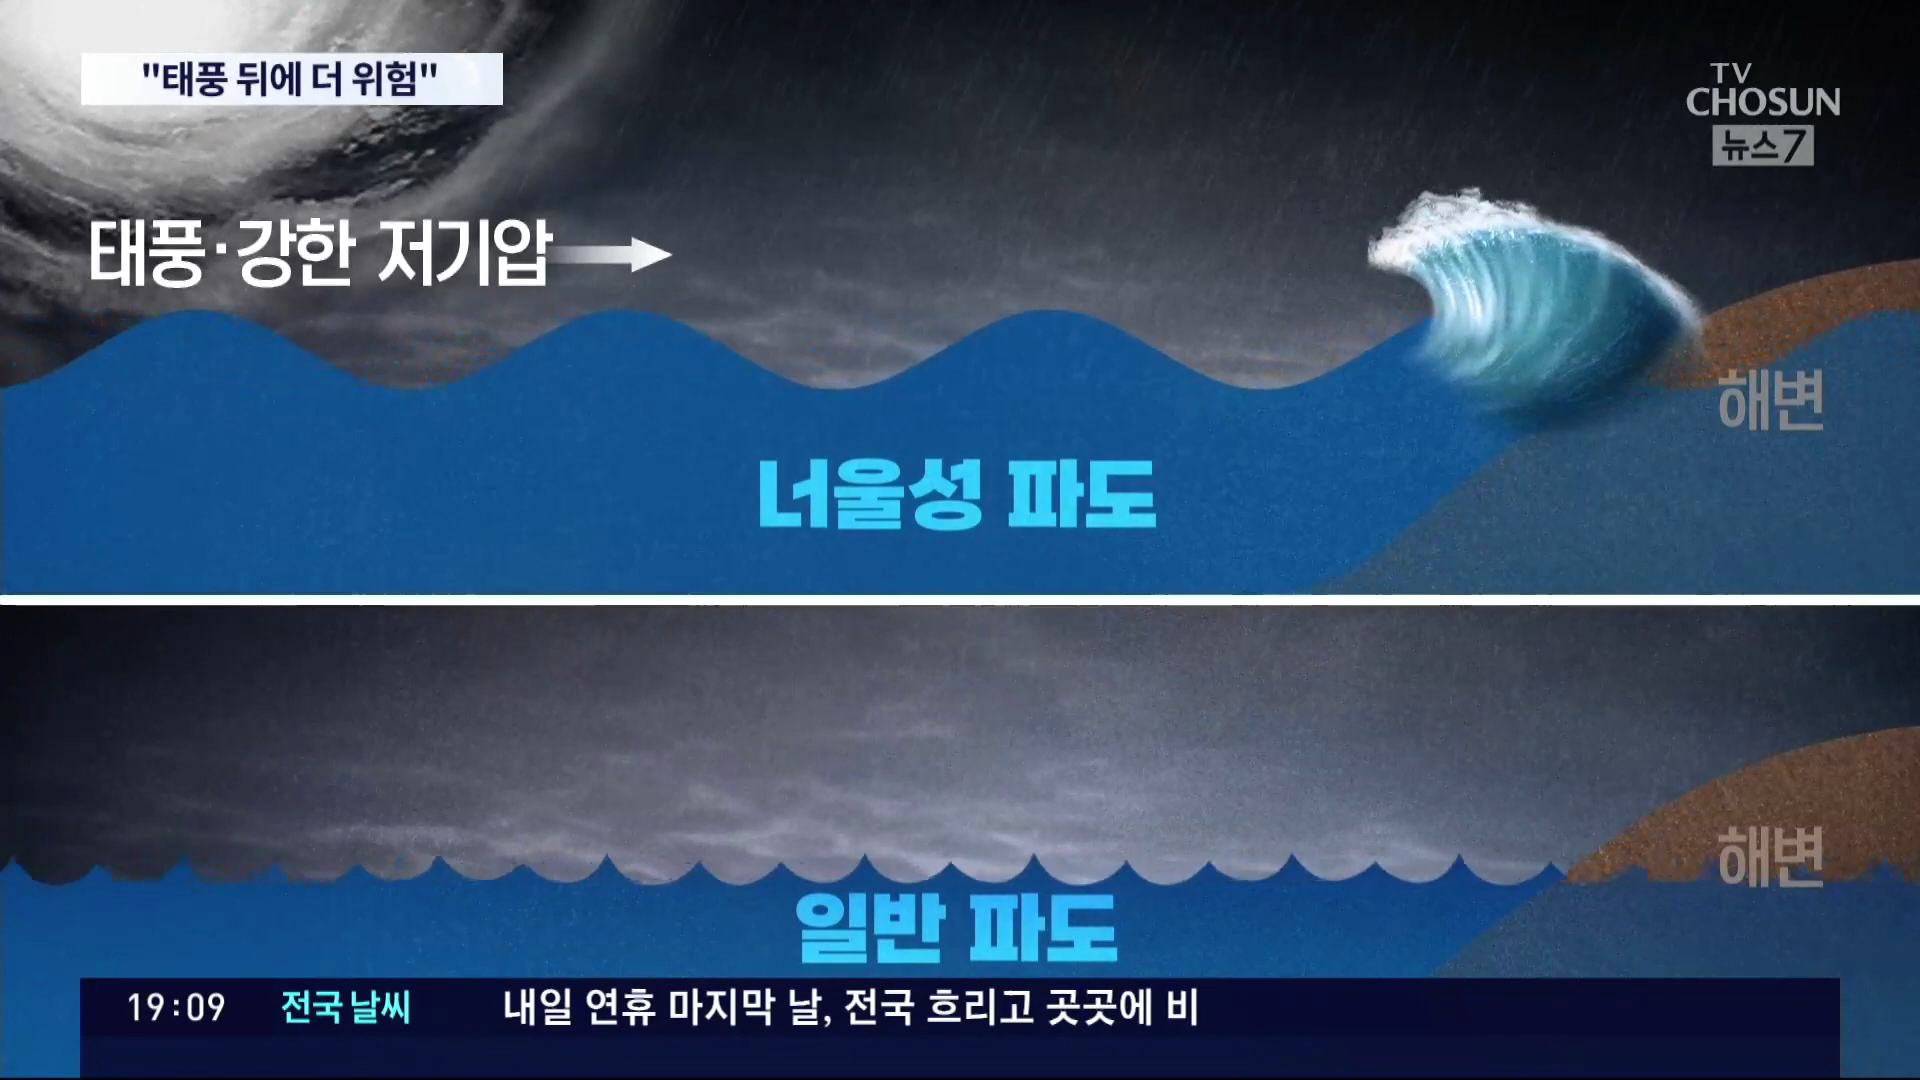 "태풍 뒤에 더 위험"
TV
CHOSUN
뉴스7
태풍·강한 저기압
해변
너울성 파도
해변
일반 파도
19:09 전국 날씨 내일 연휴 마지막 날, 전국 흐리고 곳곳에 비